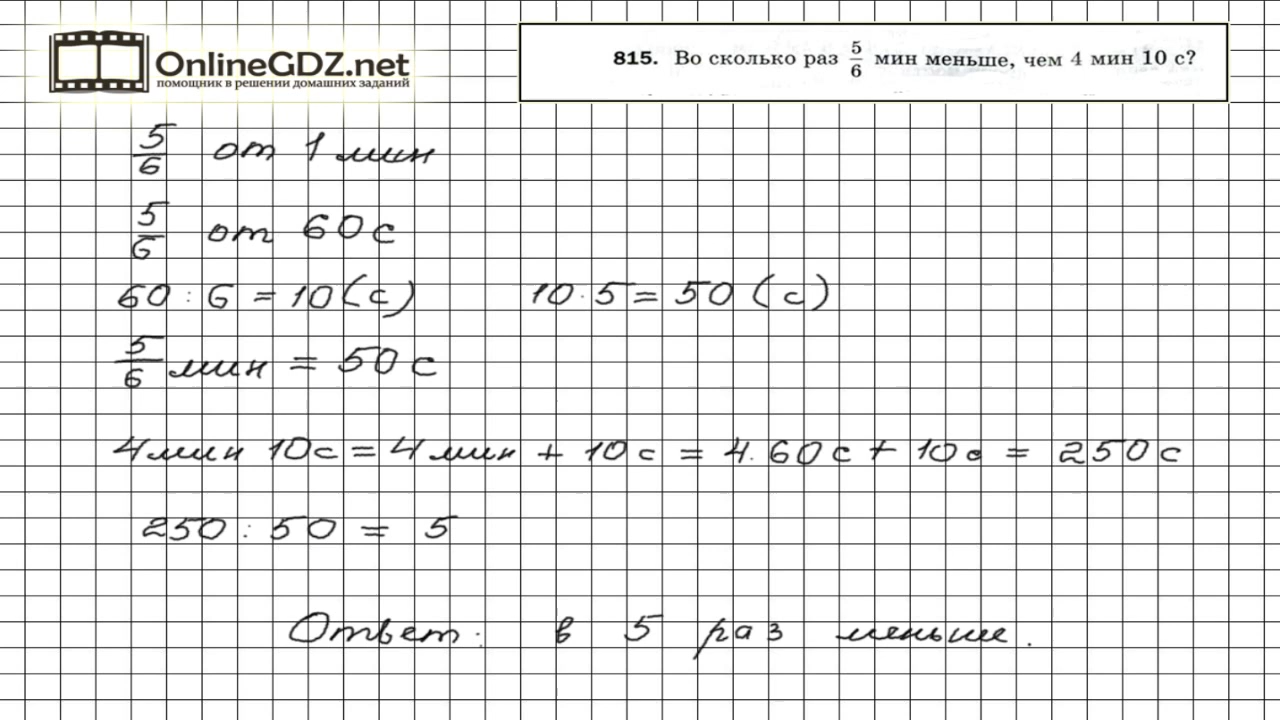 OnlineGDZ.net
помощник в решении домашних заданий
815. Во сколько раз 5/6 мин меньше, чем 4 мин 10 с?
5/6 от 1 мин
5/6 от 60 с
60 : 6 = 10 (с) 10 · 5 = 50 (с)
5/6 мин = 50 с
4 мин 10 с = 4 мин + 10 с = 4 · 60 с + 10 с = 250 с
250 : 50 = 5
Ответ: в 5 раз меньше.